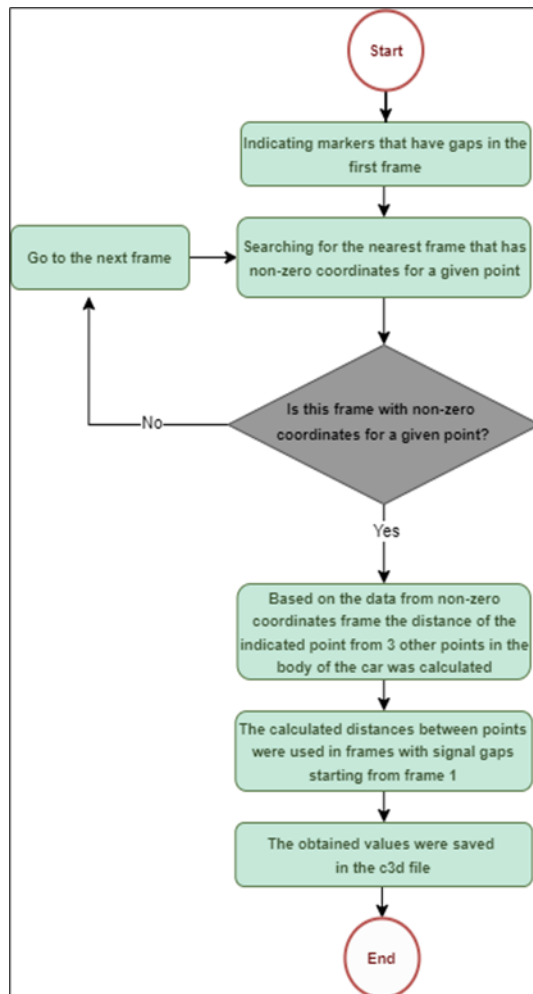 Start
Indicating markers that have gaps in the
first frame
Go to the next frame
Searching for the nearest frame that has
non-zero coordinates for a given point
Is this frame with non-zero
coordinates for a given point?
No
Yes
Based on the data from non-zero
coordinates frame the distance of the
indicated point from 3 other points in the
body of the car was calculated
The calculated distances between points
were used in frames with signal gaps
starting from frame 1
The obtained values were saved
in the c3d file
End